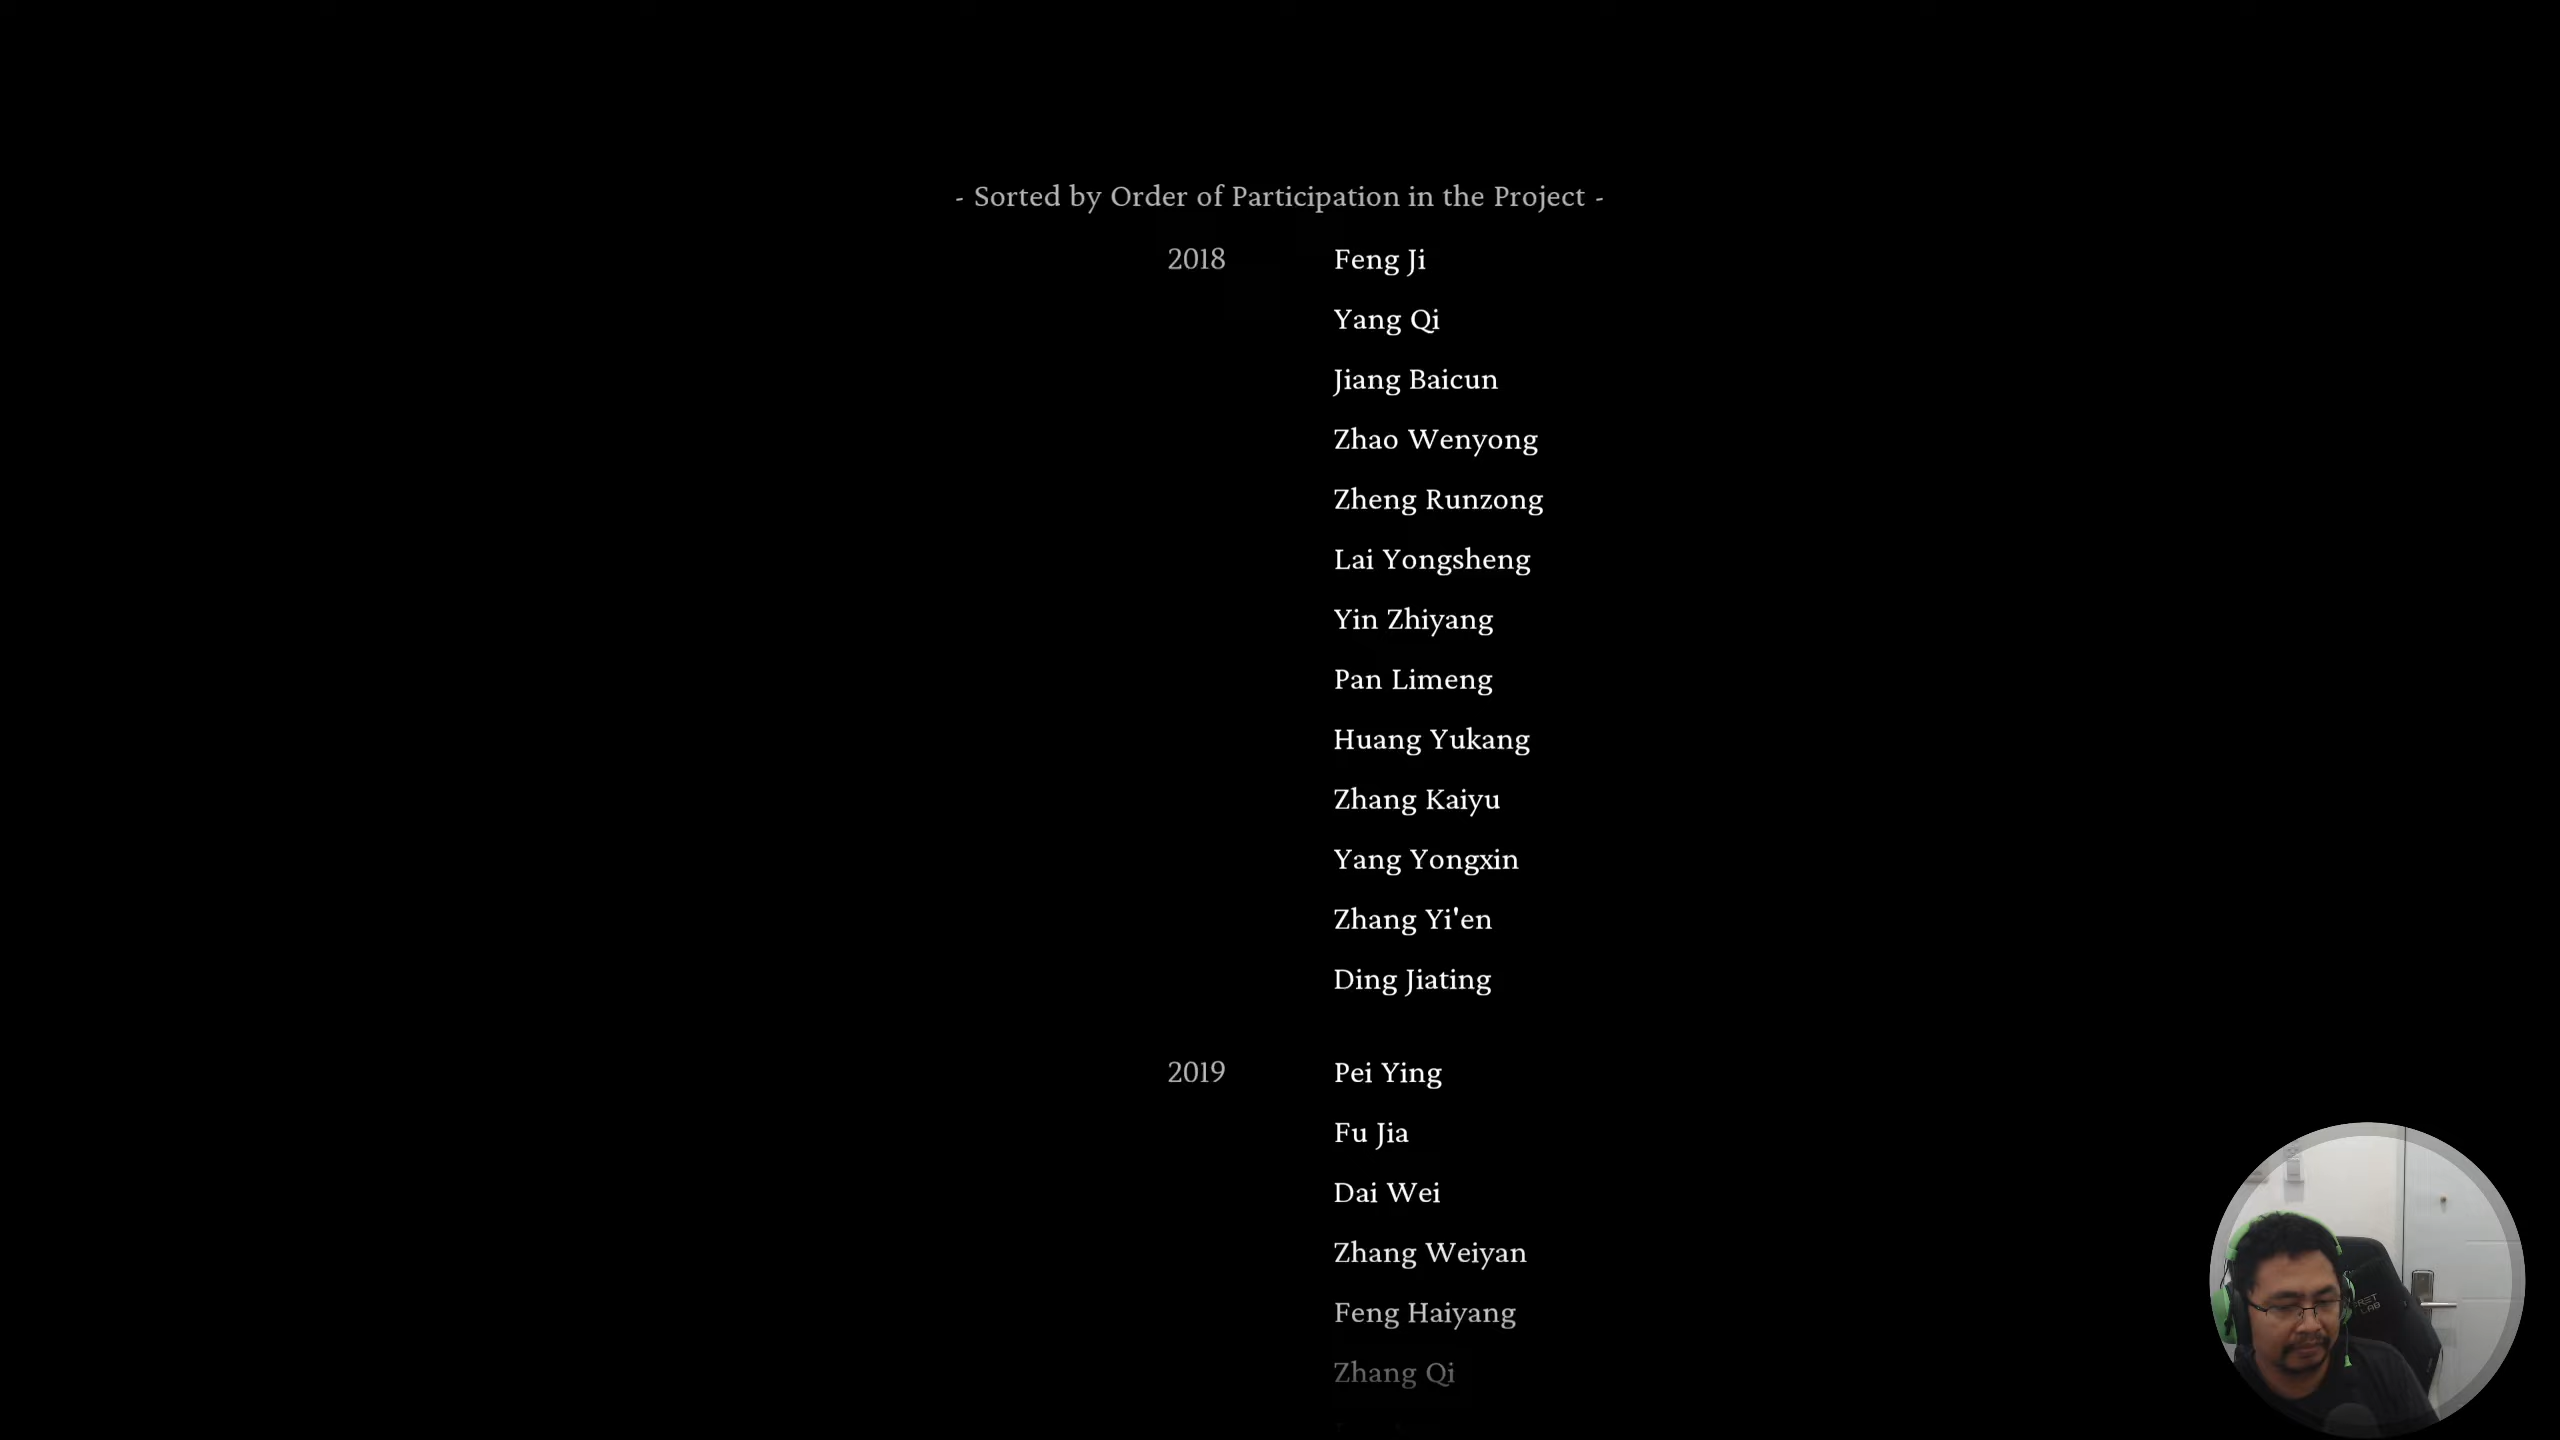 - Sorted by Order of Participation in the Project -
2018 Feng Ji
Yang Qi
Jiang Baicun
Zhao Wenyong
Zheng Runzong
Lai Yongsheng
Yin Zhiyang
Pan Limeng
Huang Yukang
Zhang Kaiyu
Yang Yongxin
Zhang Yi'en
Ding Jiating
2019 Pei Ying
Fu Jia
Dai Wei
Zhang Weiyan
Feng Haiyang
Zhang Qi